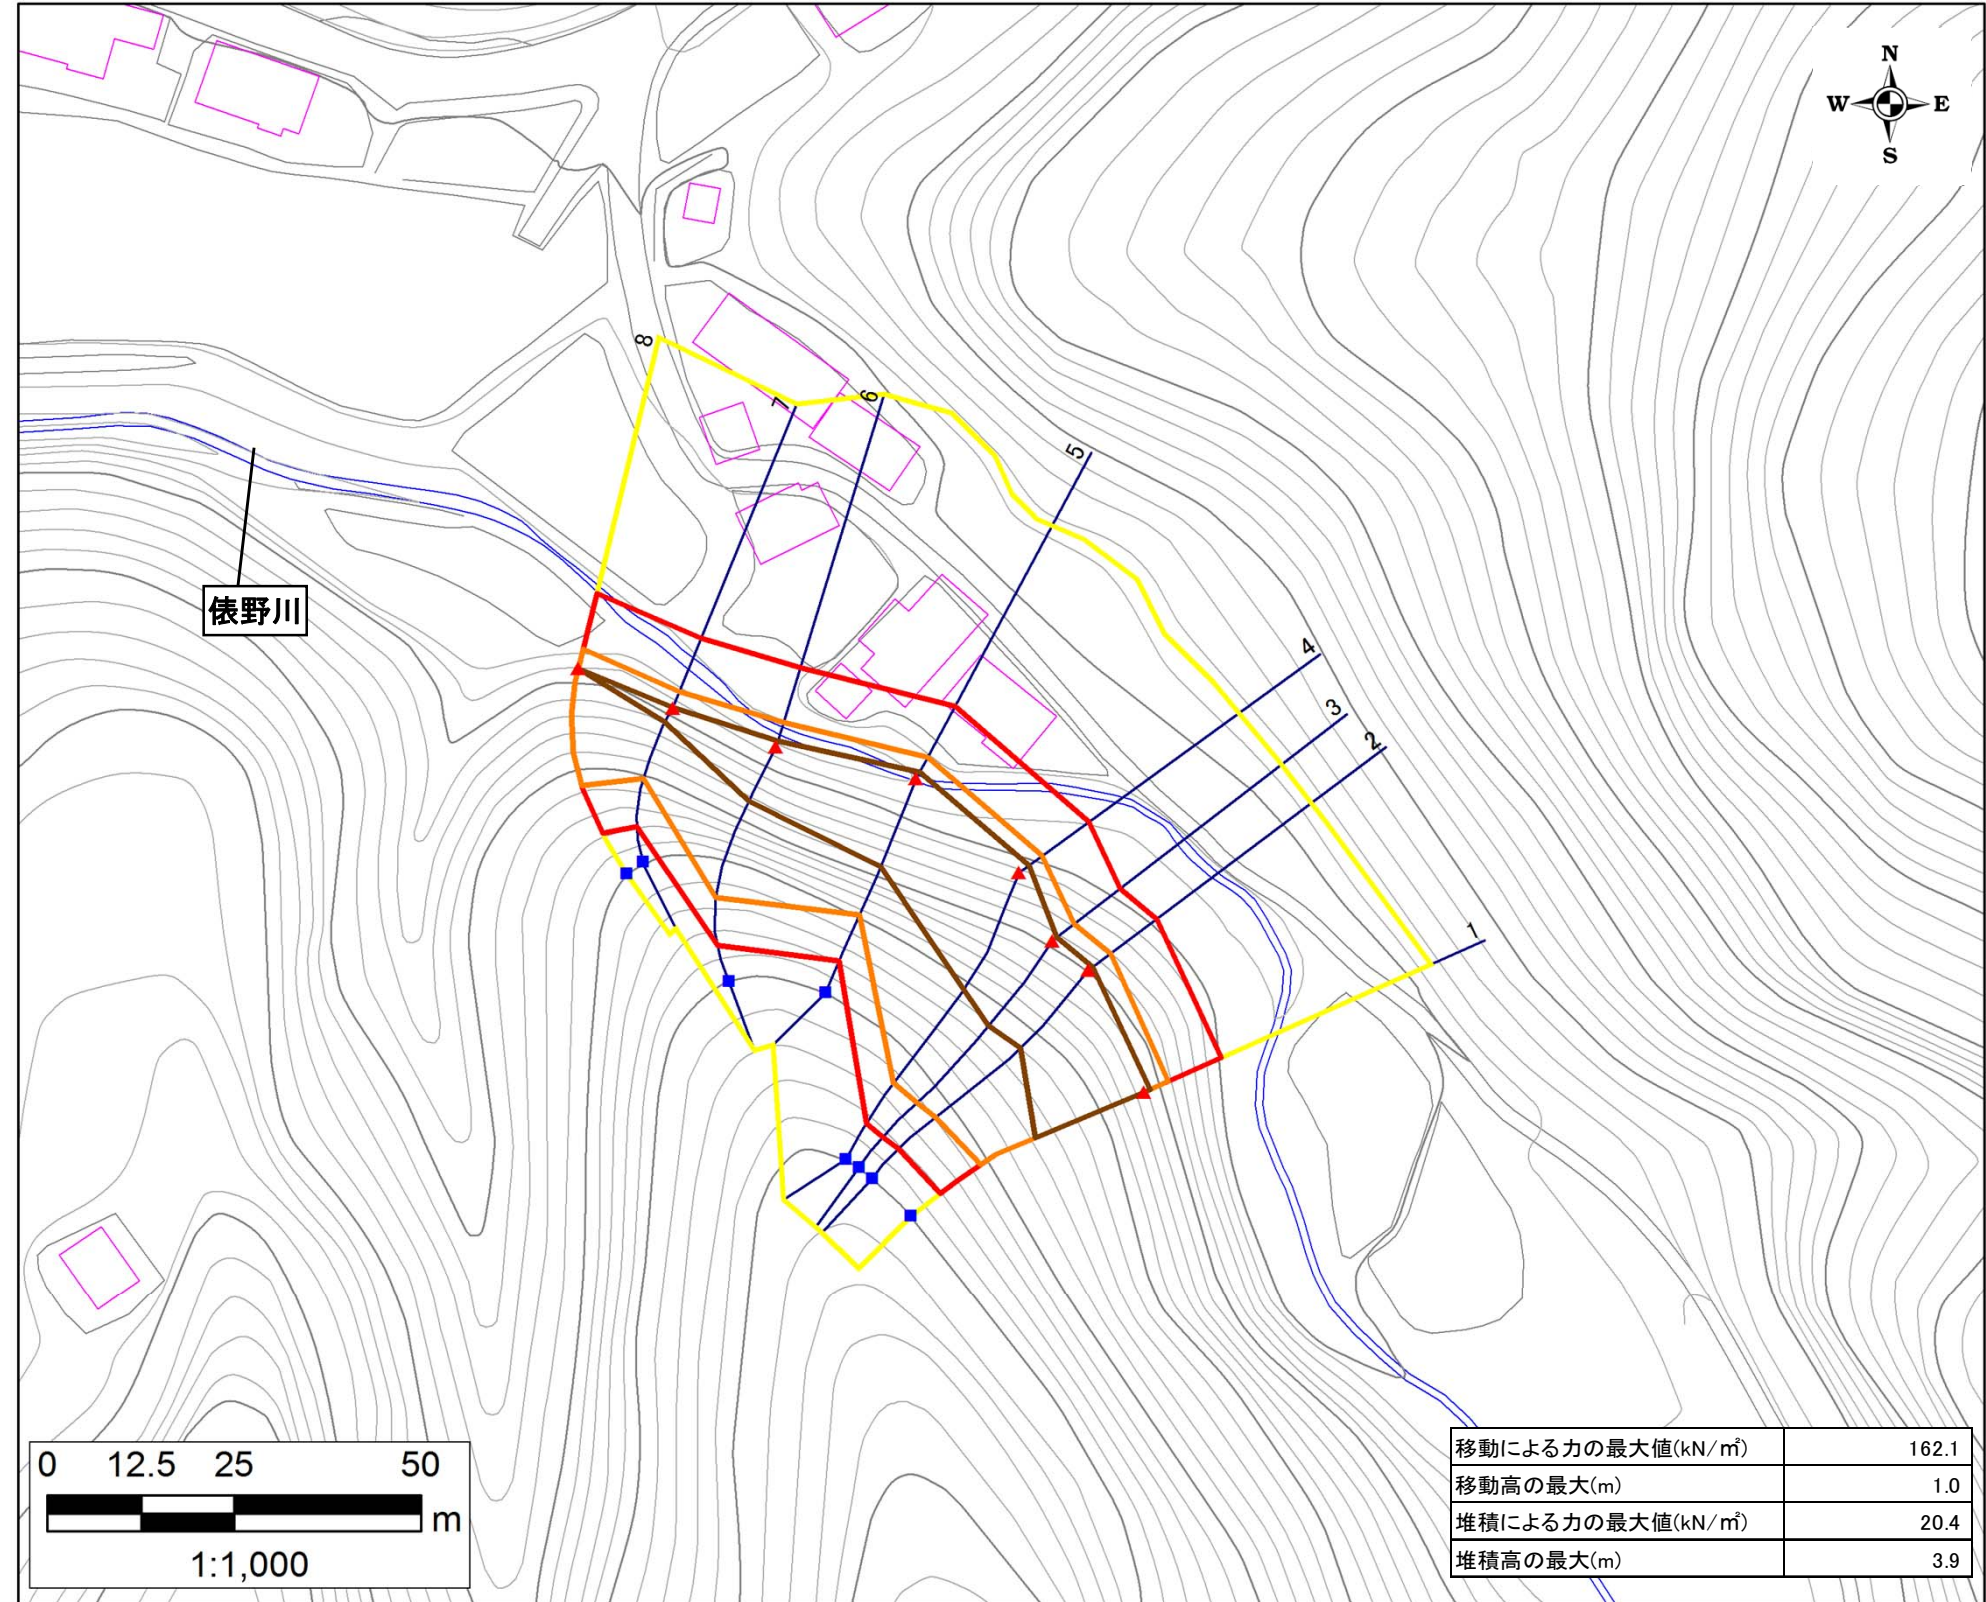 N
W E
S
8
7
6
5
4
3
2
1
俵野川
0 12.5 25 50
m
1:1,000
移動による力の最大値(kN/㎡) 162.1
移動高の最大(m) 1.0
堆積による力の最大値(kN/㎡) 20.4
堆積高の最大(m) 3.9